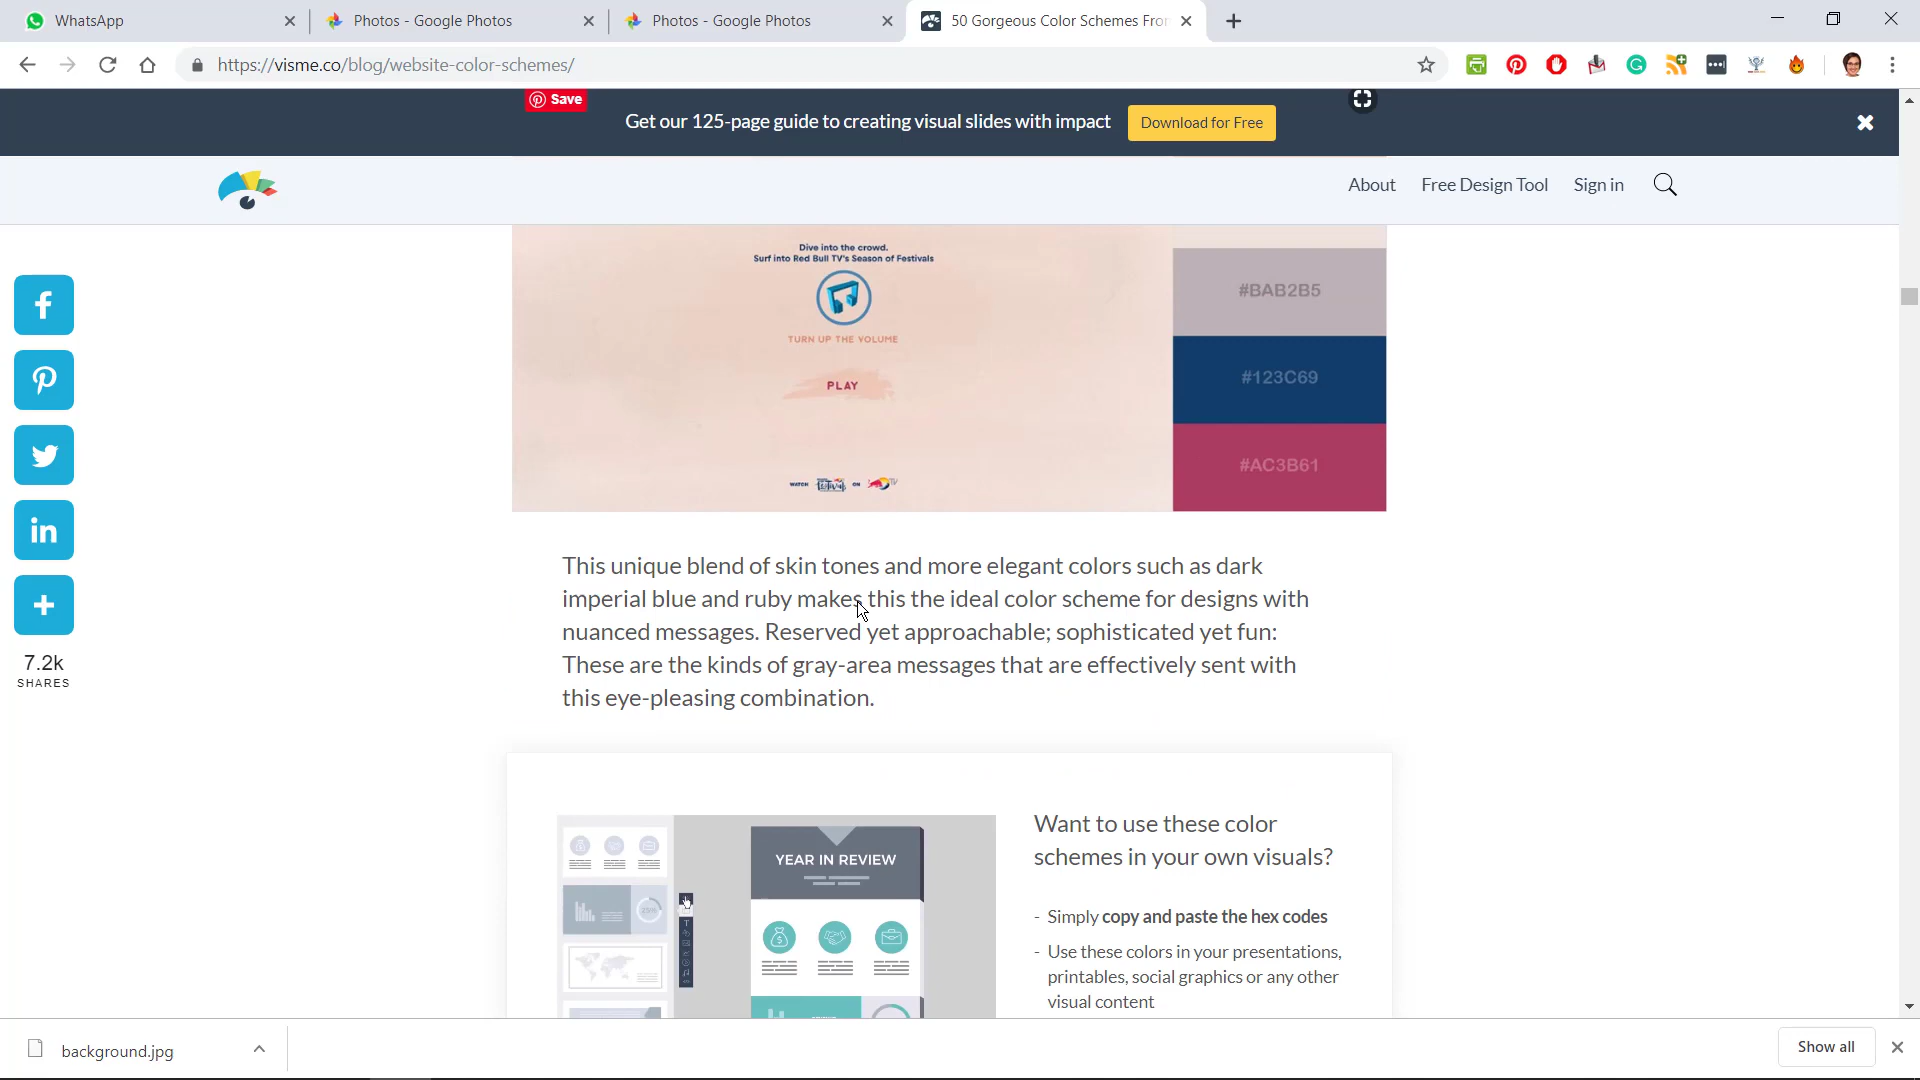 WhatsApp
Photos - Google Photos
Photos - Google Photos
50 Gorgeous Color Schemes Fro
https://visme.co/blog/website-color-schemes/
Save
Get our 125-page guide to creating visual slides with impact
Download for Free
About
Free Design Tool
Sign in
Dive into the crowd.
Surf into Red Bull TV's Season of Festivals
TURN UP THE VOLUME
PLAY
WATCH
ON
#BAB2B5
#123C69
#AC3B61
7.2k
SHARES
This unique blend of skin tones and more elegant colors such as dark
imperial blue and ruby makes this the ideal color scheme for designs with
nuanced messages. Reserved yet approachable; sophisticated yet fun:
These are the kinds of gray-area messages that are effectively sent with
this eye-pleasing combination.
YEAR IN REVIEW
Want to use these color
schemes in your own visuals?
- Simply copy and paste the hex codes
- Use these colors in your presentations,
printables, social graphics or any other
visual content
background.jpg
Show all